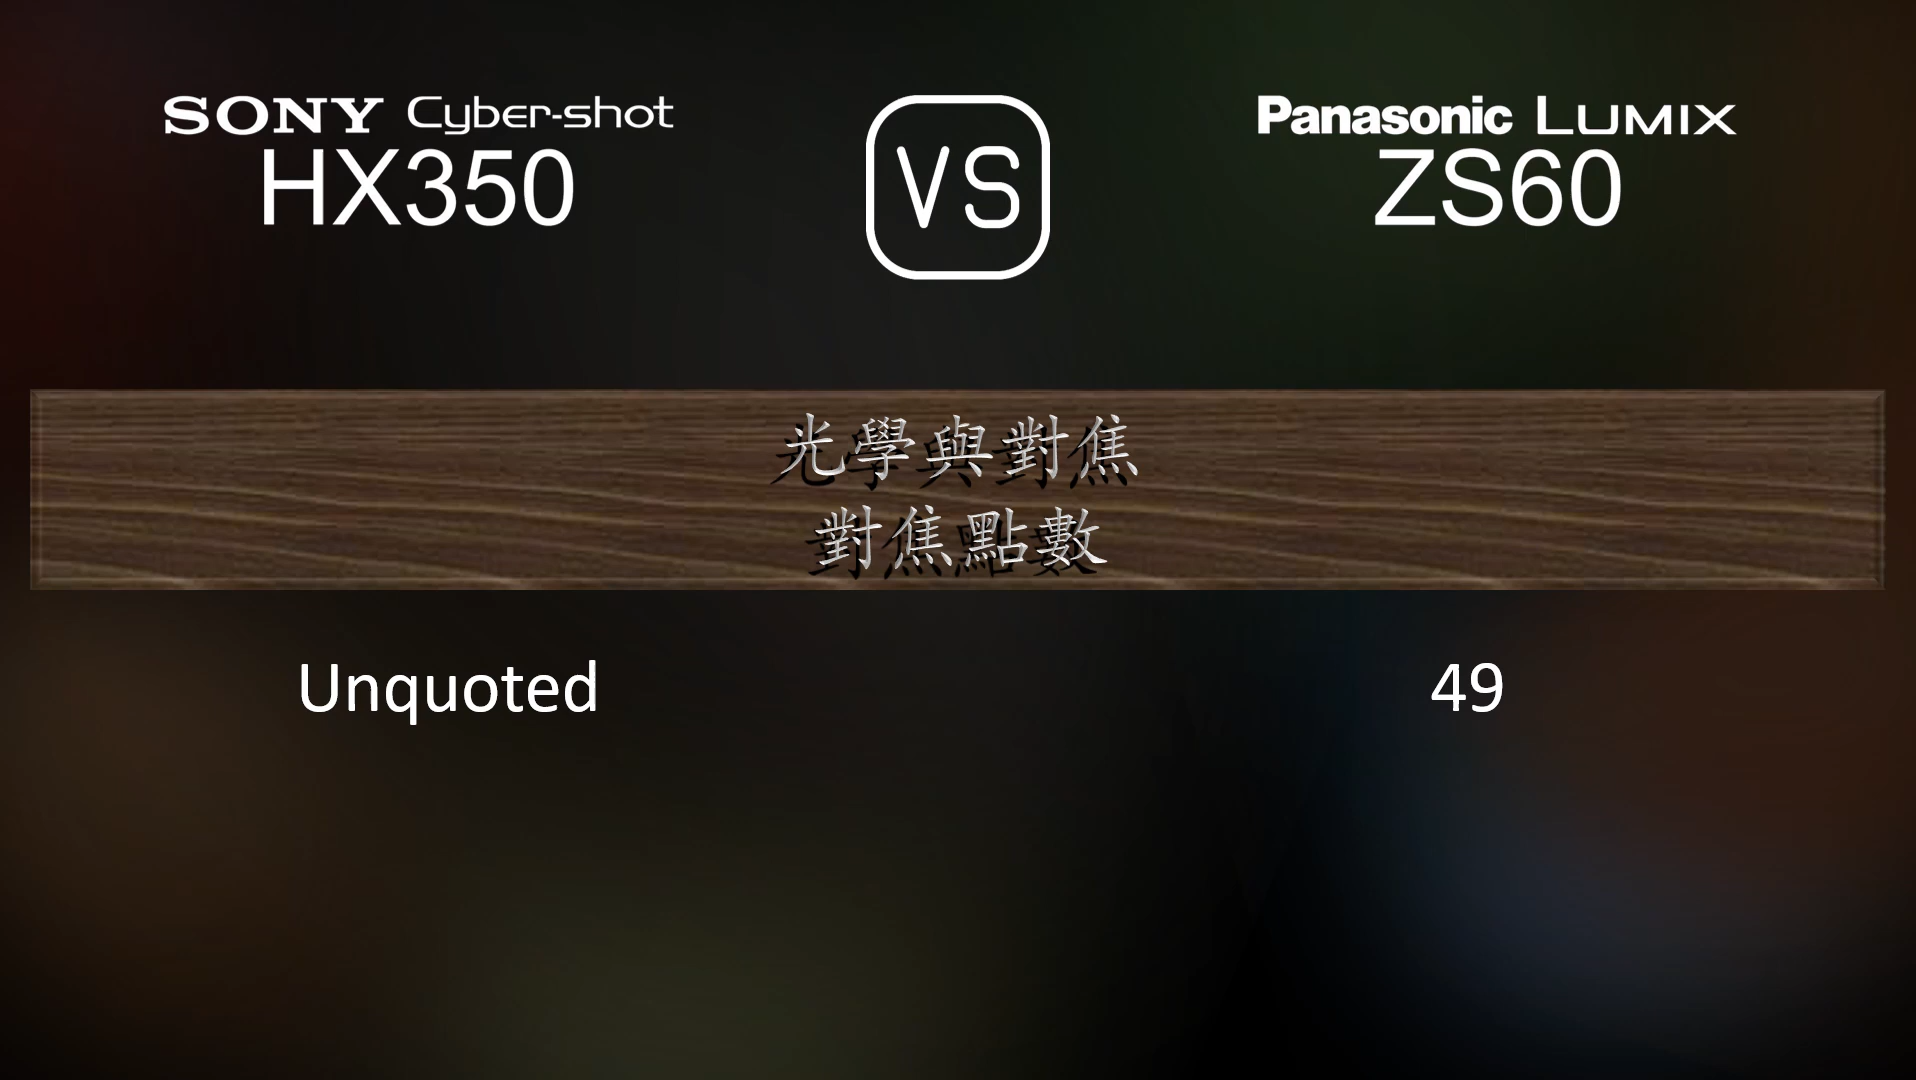 SONY Cyber-shot
HX350
VS
Panasonic LUMIX
ZS60
光學與對焦
對焦點數
Unquoted
49